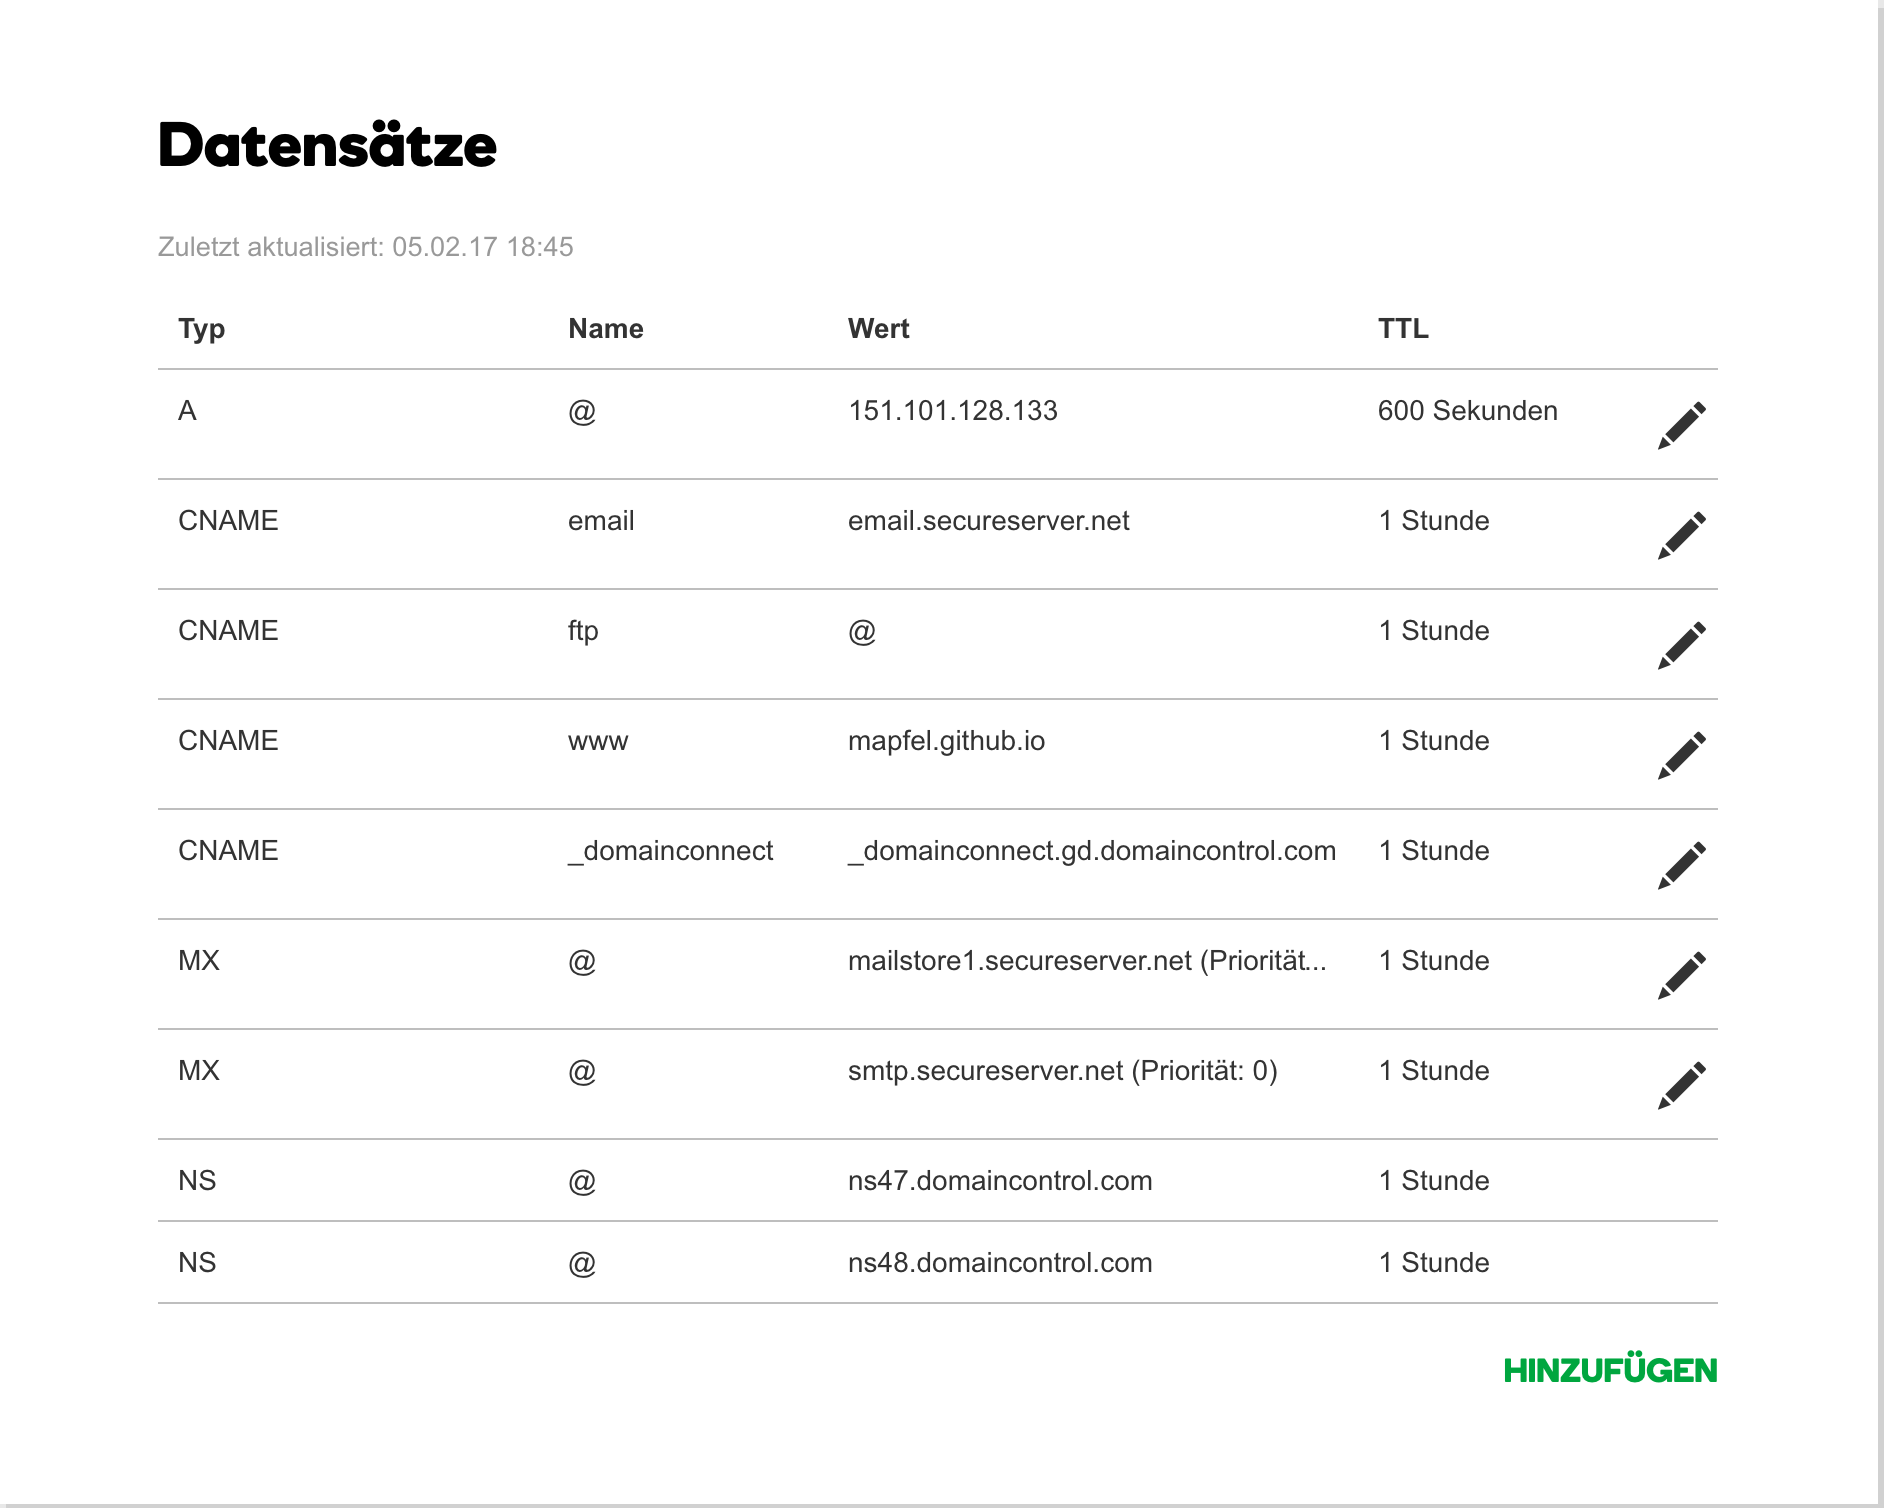 Datensätze
Zuletzt aktualisiert: 05.02.17 18:45
Typ Name Wert TTL
A @ 151.101.128.133 600 Sekunden
CNAME email email.secureserver.net 1 Stunde
CNAME ftp @ 1 Stunde
CNAME www mapfel.github.io 1 Stunde
CNAME _domainconnect _domainconnect.gd.domaincontrol.com 1 Stunde
MX @ mailstore1.secureserver.net (Priorität... 1 Stunde
MX @ smtp.secureserver.net (Priorität: 0) 1 Stunde
NS @ ns47.domaincontrol.com 1 Stunde
NS @ ns48.domaincontrol.com 1 Stunde
HINZUFÜGEN